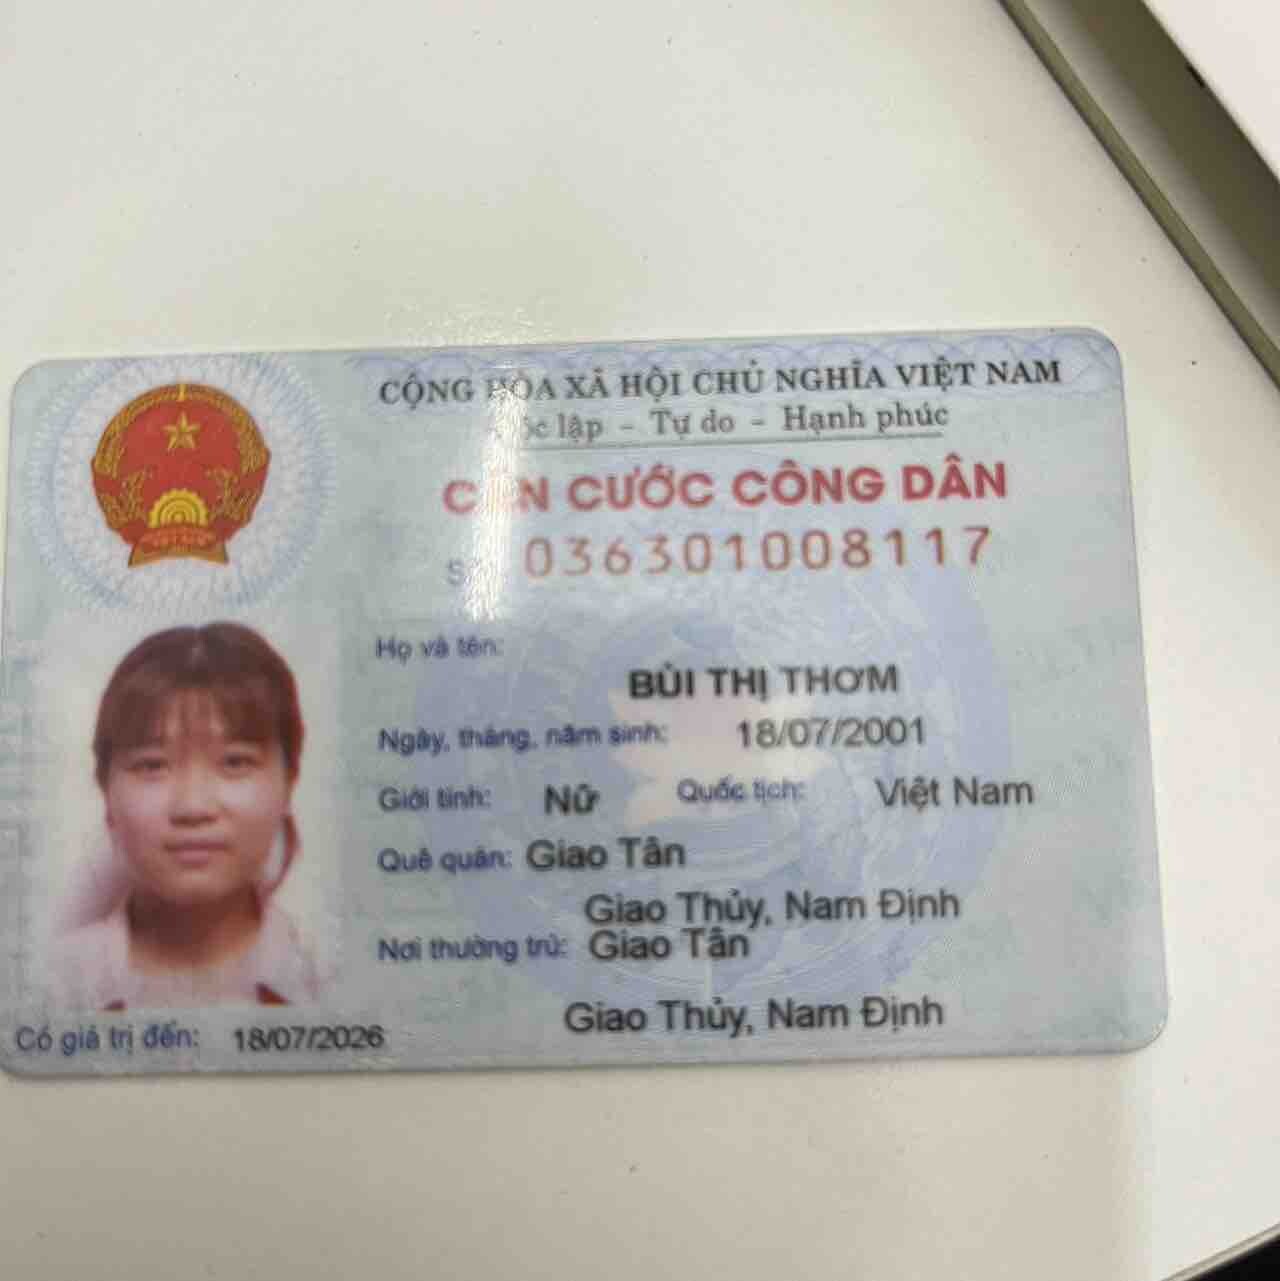 CỘNG HÒA XÃ HỘI CHỦ NGHĨA VIỆT NAM
lập - Tự do - Hạnh phúc
CƯỚC CÔNG DÂN
036301008117
Họ và tên:
BÙI THỊ THƠM
Ngày, tháng, năm sinh: 18/07/2001
Giới tính: Nữ Quốc tịch: Việt Nam
Quê quán: Giao Tân
Giao Thủy, Nam Định
Nơi thường trú: Giao Tân
Giao Thủy, Nam Định
Có giá trị đến: 18/07/2026